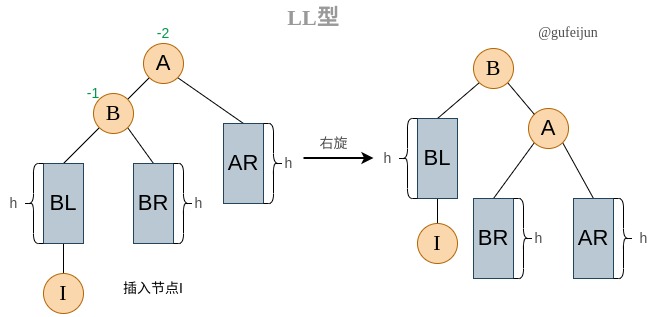 LL型
@gufeijun
-2
A
-1
B
AR
h
h
BL
BR
h
I
插入节点I
右旋
B
A
h
BL
I
BR
h
AR
h